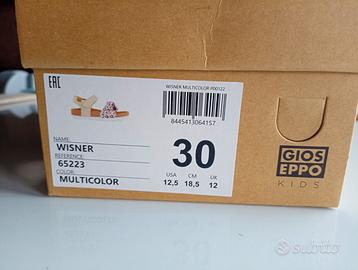 EAC
WISNER MULTICOLOR P00122
8445413064157
NAME:
WISNER
REFERENCE:
65223
COLOR:
MULTICOLOR
30
USA CM UK
12,5 18,5 12
GIOS
EPPO
KIDS
subito